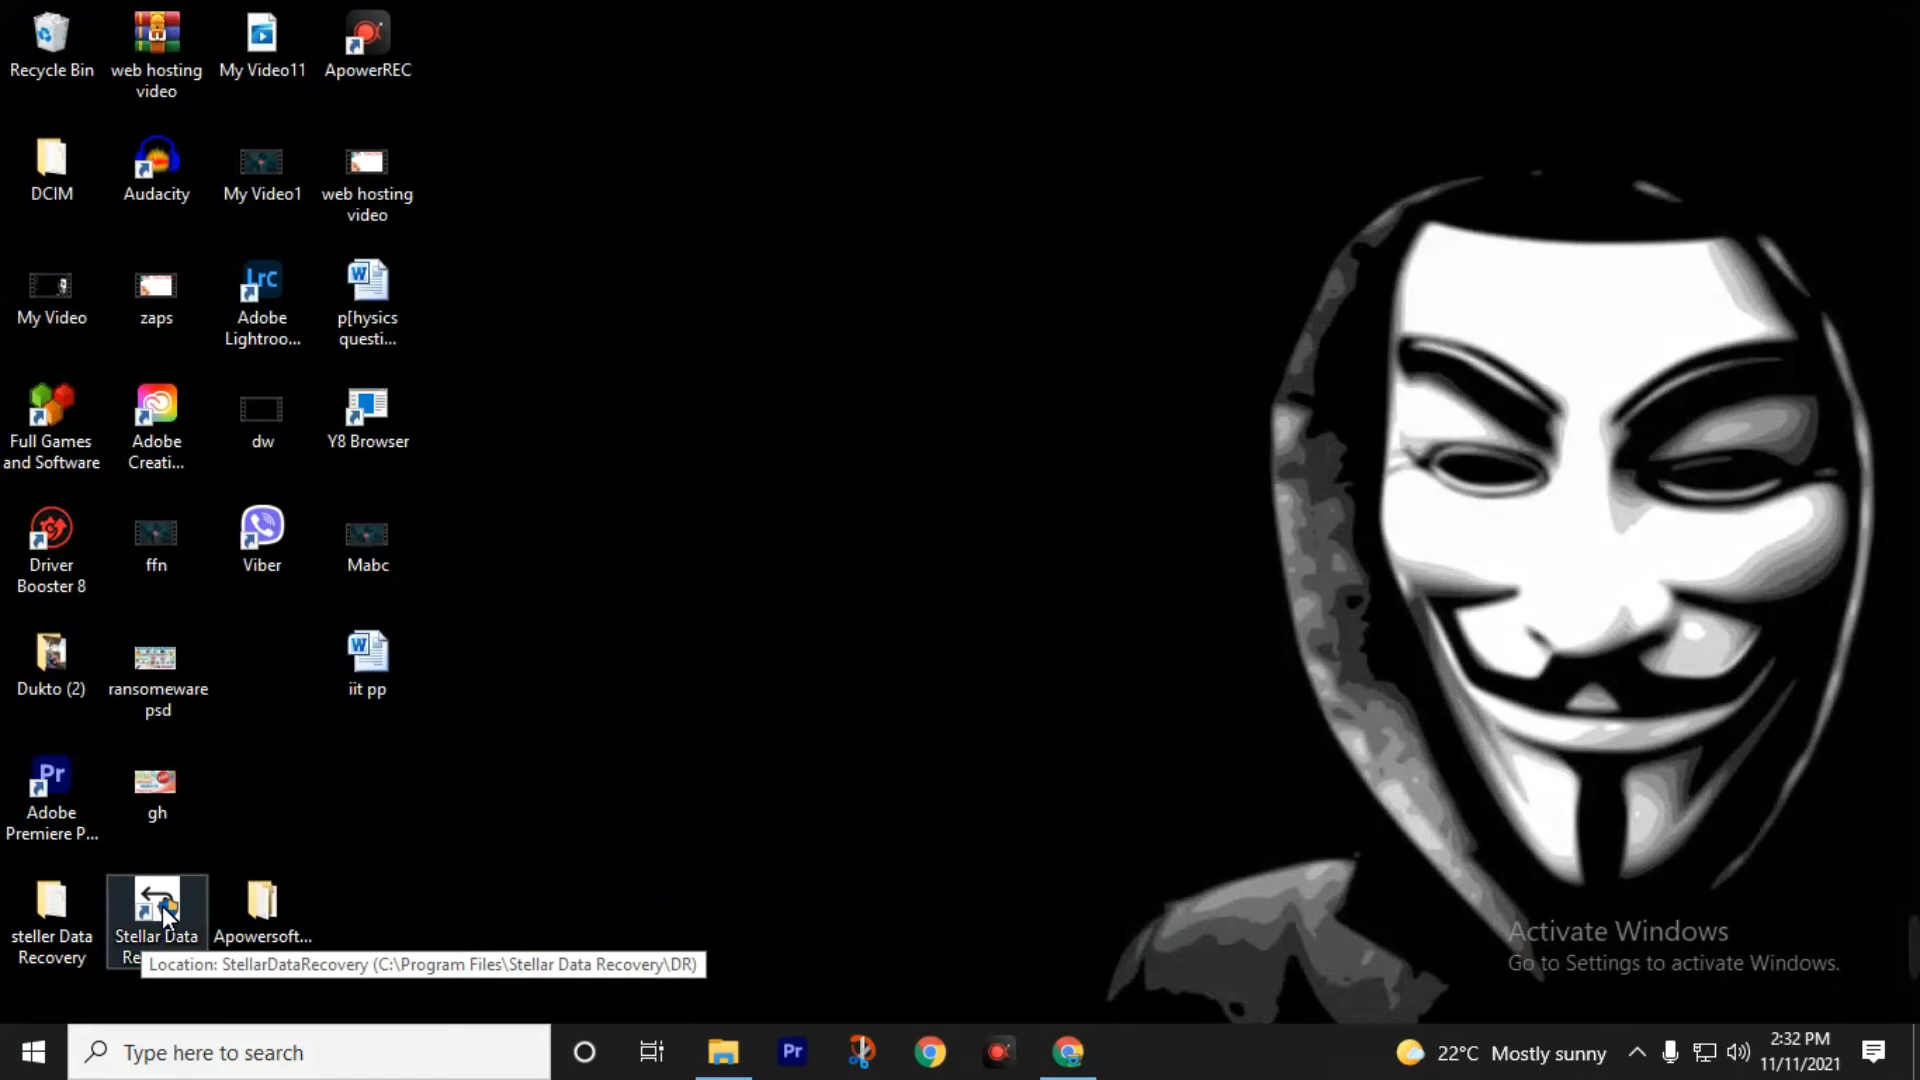 Recycle Bin
web hosting
video
My Video11
ApowerREC
DCIM
Audacity
My Video1
web hosting
video
My Video
zaps
Lrc
Adobe
Lightroo...
p[hysics
questi...
Full Games
and Software
Adobe
Creati...
dw
Y8 Browser
Driver
Booster 8
ffn
Viber
Mabc
Dukto (2)
ransomeware
psd
iit pp
Pr
Adobe
Premiere P...
gh
steller Data
Recovery
Stellar Data
Re
Apowersoft...
Location: StellarDataRecovery (C:\Program Files\Stellar Data Recovery\DR)
Activate Windows
Go to Settings to activate Windows.
Type here to search
Pr
22°C Mostly sunny
2:32 PM
11/11/2021